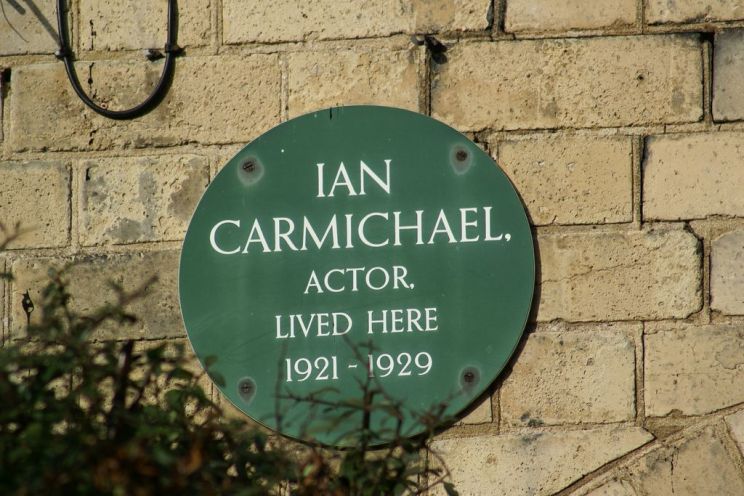 IAN
CARMICHAEL,
ACTOR,
LIVED HERE
1921 - 1929